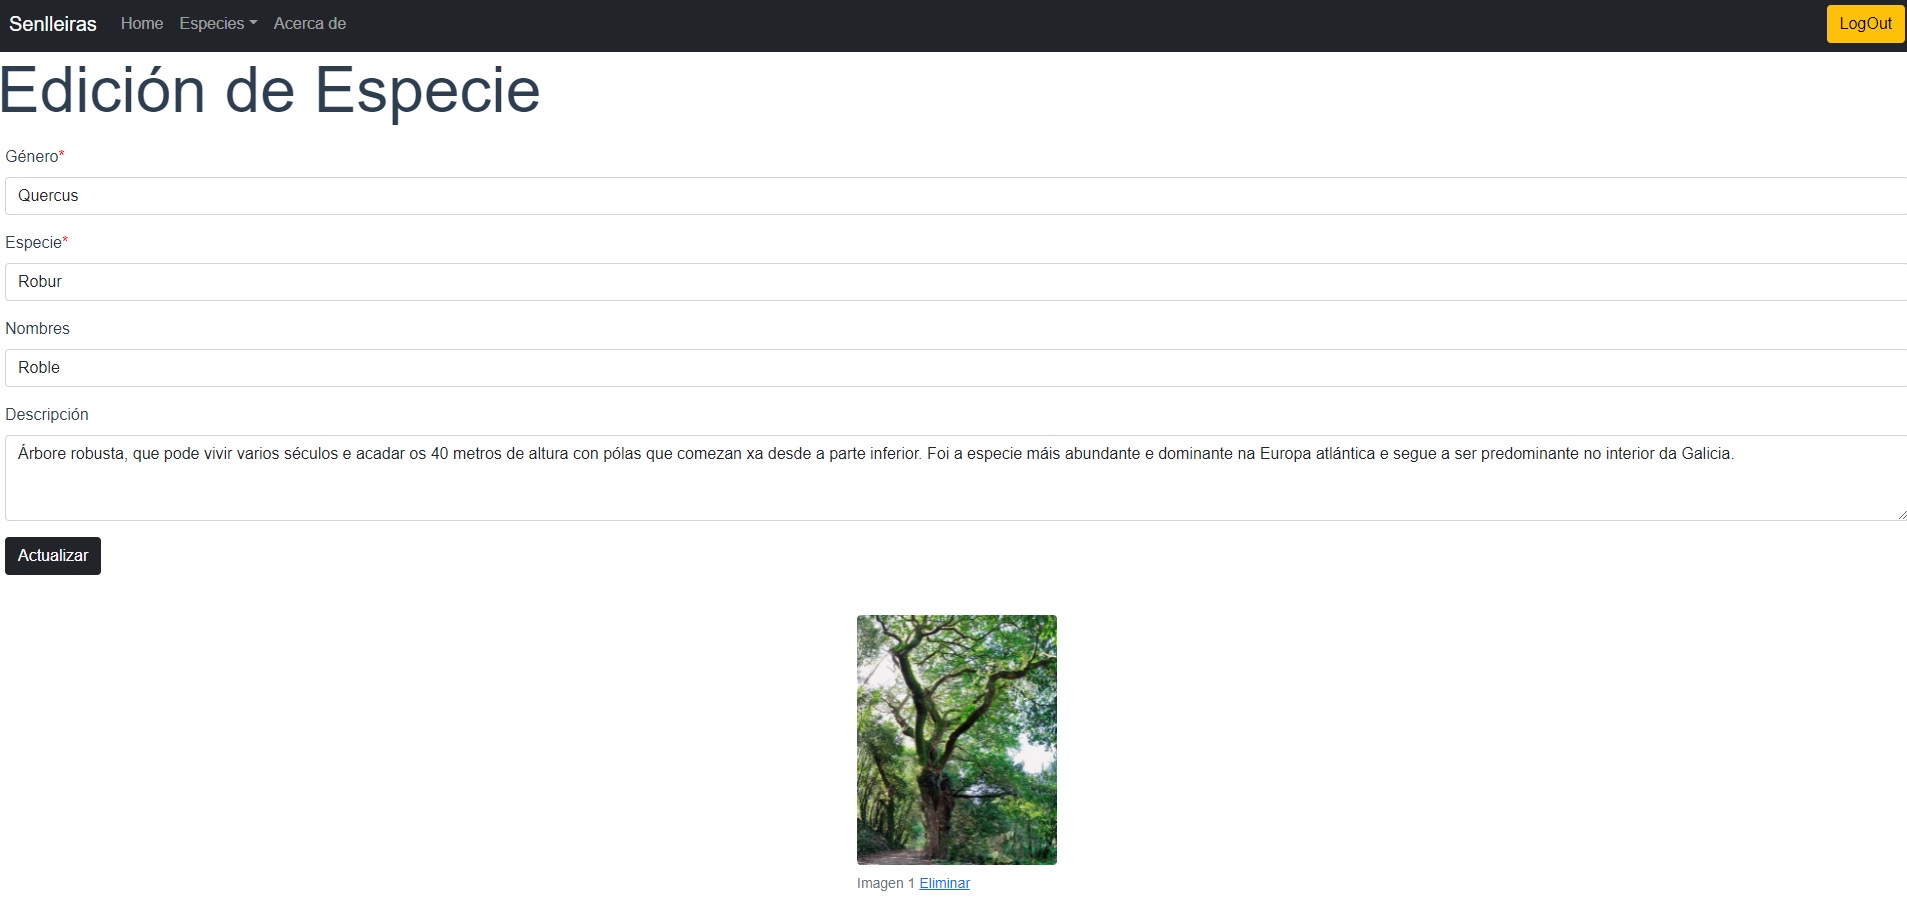 Senlleiras Home Especies Acerca de LogOut
Edición de Especie
Género*
Quercus
Especie*
Robur
Nombres
Roble
Descripción
Árbore robusta, que pode vivir varios séculos e acadar os 40 metros de altura con pólas que comezan xa desde a parte inferior. Foi a especie máis abundante e dominante na Europa atlántica e segue a ser predominante no interior da Galicia.
Actualizar
Imagen 1 Eliminar